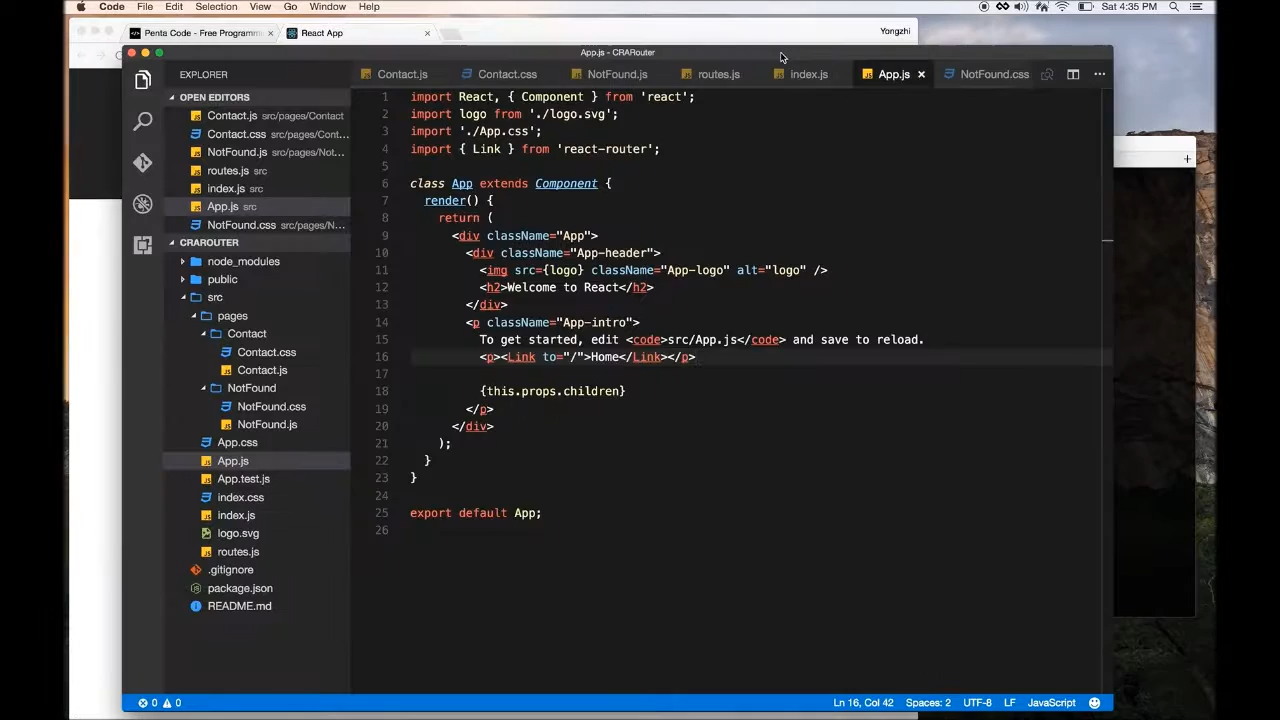 Code File Edit Selection View Go Window Help Sat 4:35 PM
Penta Code - Free Programm React App Yongzhi
App.js - CRARouter
EXPLORER
Contact.js Contact.css NotFound.js routes.js index.js App.js NotFound.css
OPEN EDITORS
Contact.js src/pages/Contact
Contact.css src/pages/Cont...
NotFound.js src/pages/Not...
routes.js src
index.js src
App.js src
NotFound.css src/pages/N...
CRAROUTER
node_modules
public
src
pages
Contact
Contact.css
Contact.js
NotFound
NotFound.css
NotFound.js
App.css
App.js
App.test.js
index.css
index.js
logo.svg
routes.js
.gitignore
package.json
README.md
1 import React, { Component } from 'react';
2 import logo from './logo.svg';
3 import './App.css';
4 import { Link } from 'react-router';
5
6 class App extends Component {
7 render() {
8 return (
9 <div className="App">
10 <div className="App-header">
11 <img src={logo} className="App-logo" alt="logo" />
12 <h2>Welcome to React</h2>
13 </div>
14 <p className="App-intro">
15 To get started, edit <code>src/App.js</code> and save to reload.
16 <p><Link to="/">Home</Link></p>
17
18 {this.props.children}
19 </p>
20 </div>
21 );
22 }
23 }
24
25 export default App;
26
0 0 Ln 16, Col 42 Spaces: 2 UTF-8 LF JavaScript